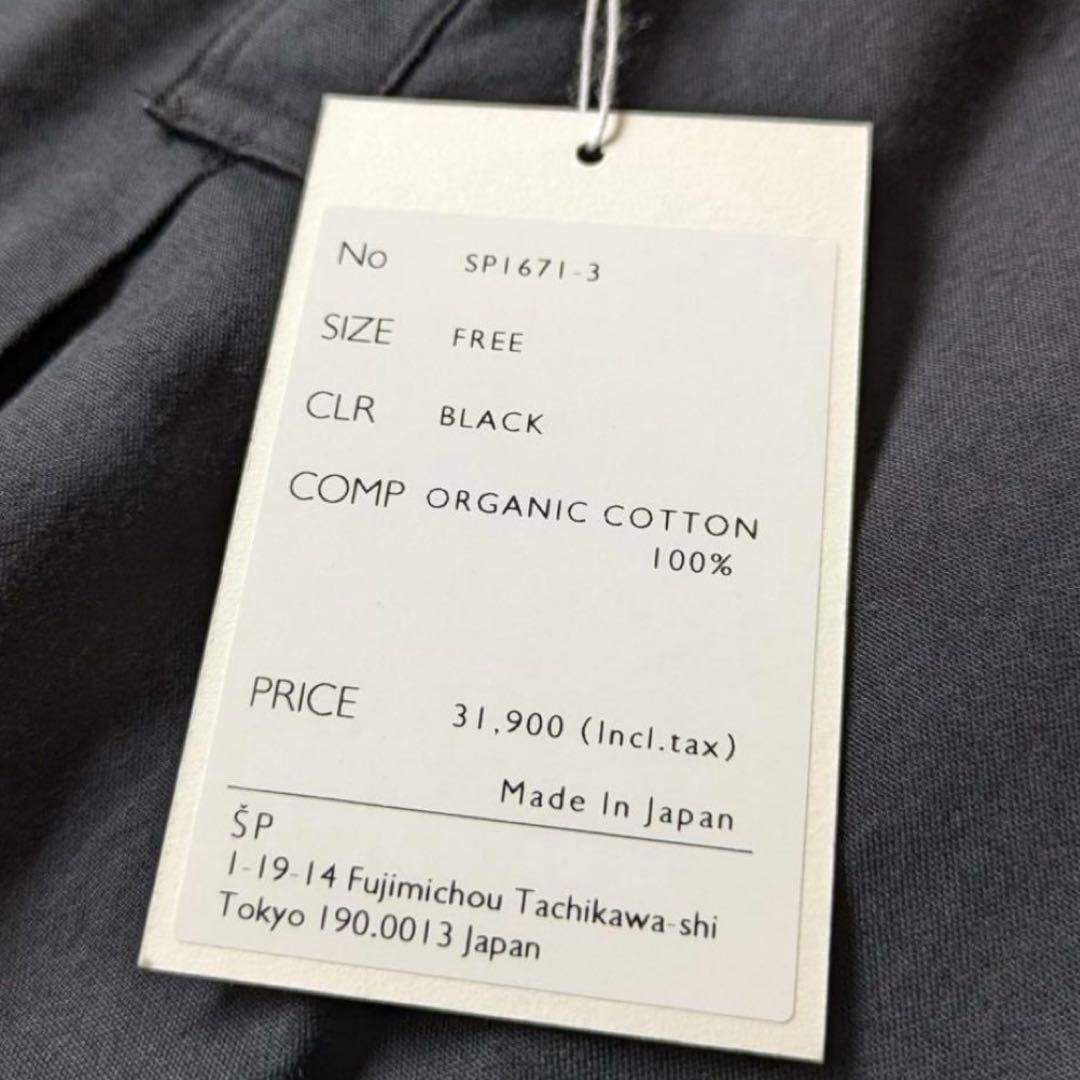 No SP1671-3
SIZE FREE
CLR BLACK
COMP ORGANIC COTTON
100%
PRICE 31,900 (Incl.tax)
Made In Japan
ŠP
1-19-14 Fujimichou Tachikawa-shi
Tokyo 190.0013 Japan